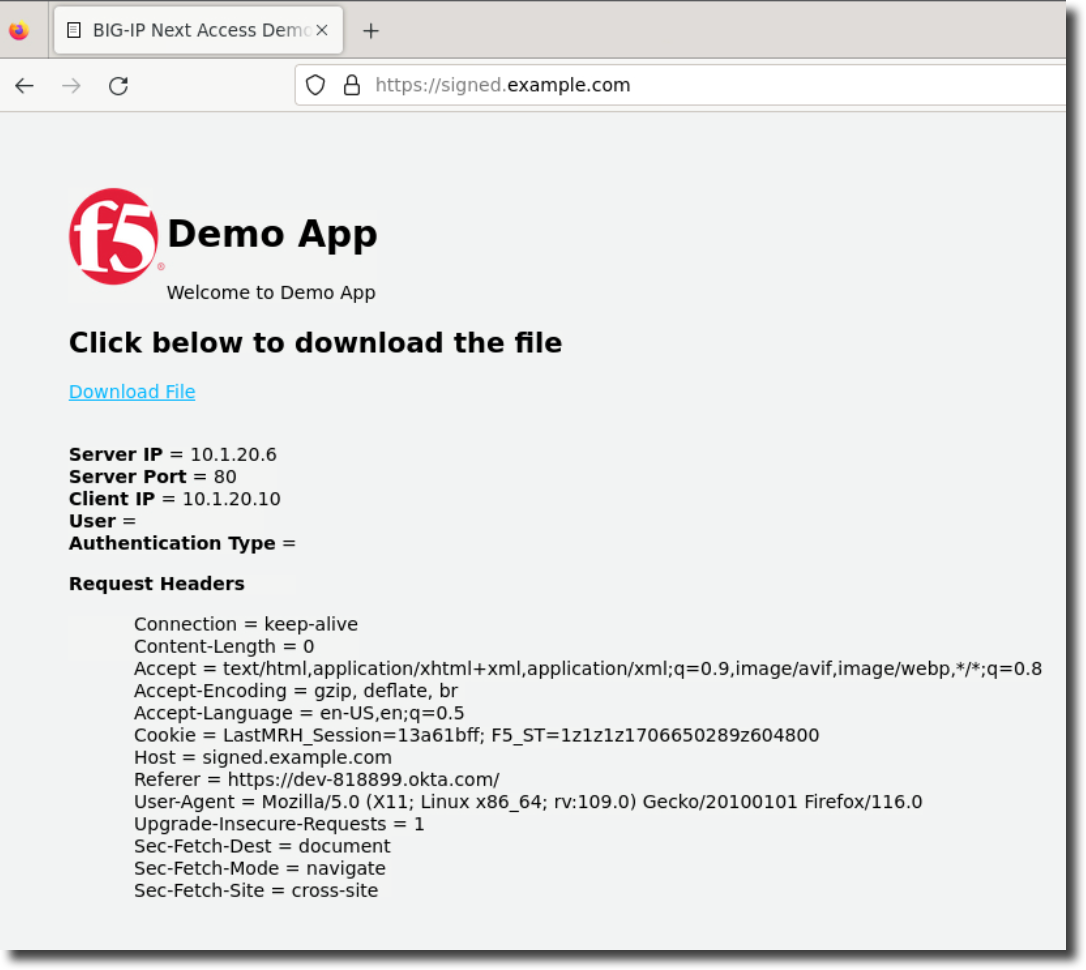 BIG-IP Next Access Demo
https://signed.example.com
f5 ®
Demo App
Welcome to Demo App
Click below to download the file
Download File
Server IP = 10.1.20.6
Server Port = 80
Client IP = 10.1.20.10
User =
Authentication Type =
Request Headers
Connection = keep-alive
Content-Length = 0
Accept = text/html,application/xhtml+xml,application/xml;q=0.9,image/avif,image/webp,*/*;q=0.8
Accept-Encoding = gzip, deflate, br
Accept-Language = en-US,en;q=0.5
Cookie = LastMRH_Session=13a61bff; F5_ST=1z1z1z1706650289z604800
Host = signed.example.com
Referer = https://dev-818899.okta.com/
User-Agent = Mozilla/5.0 (X11; Linux x86_64; rv:109.0) Gecko/20100101 Firefox/116.0
Upgrade-Insecure-Requests = 1
Sec-Fetch-Dest = document
Sec-Fetch-Mode = navigate
Sec-Fetch-Site = cross-site